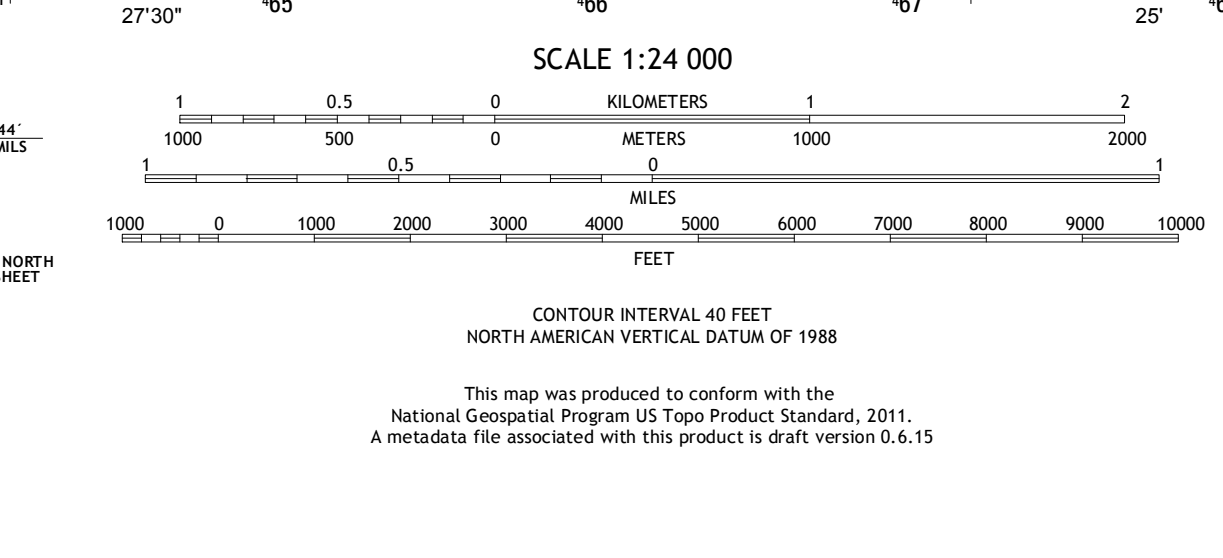 27'30" ⁴65 ⁴66 ⁴67 25'
SCALE 1:24 000
1 0.5 0 KILOMETERS 1 2
1000 500 0 METERS 1000 2000
44´
MILS
1 0.5 0 1
MILES
1000 0 1000 2000 3000 4000 5000 6000 7000 8000 9000 10000
FEET
NORTH
CONTOUR INTERVAL 40 FEET
NORTH AMERICAN VERTICAL DATUM OF 1988
This map was produced to conform with the
National Geospatial Program US Topo Product Standard, 2011.
A metadata file associated with this product is draft version 0.6.15